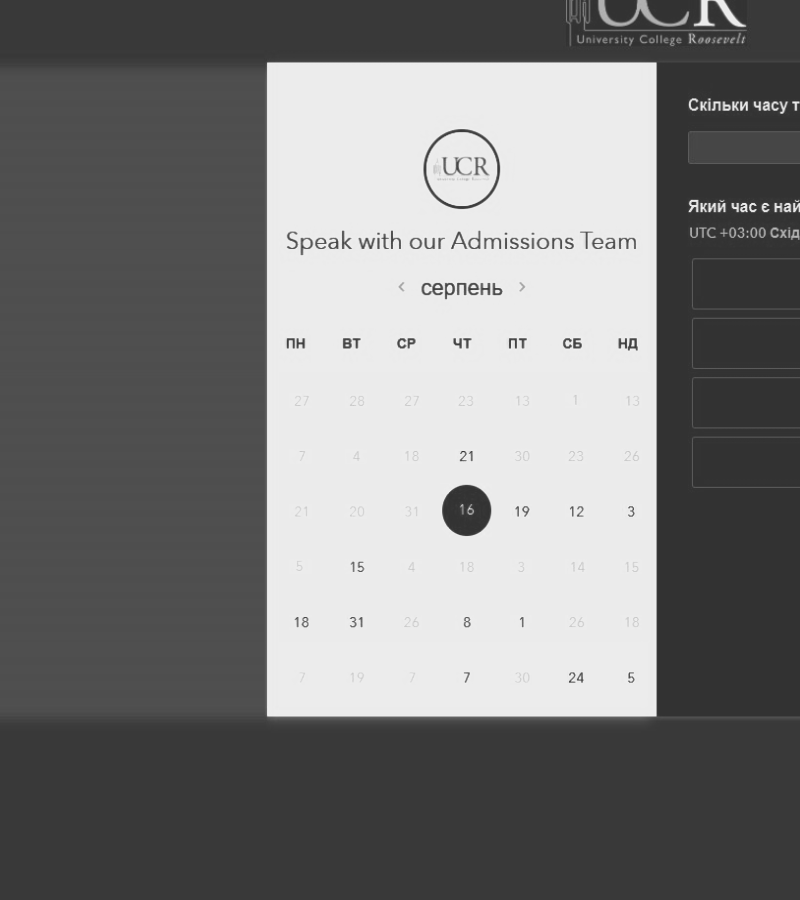 UCR
University College Roosevelt
UCR
Speak with our Admissions Team
< серпень >
ПН ВТ СР ЧТ ПТ СБ НД
27 28 27 23 13 1 13
7 4 18 21 30 23 26
21 20 31 16 19 12 3
5 15 4 18 3 14 15
18 31 26 8 1 26 18
7 19 7 7 30 24 5
Скільки часу т
Який час є най
UTC +03:00 Схід